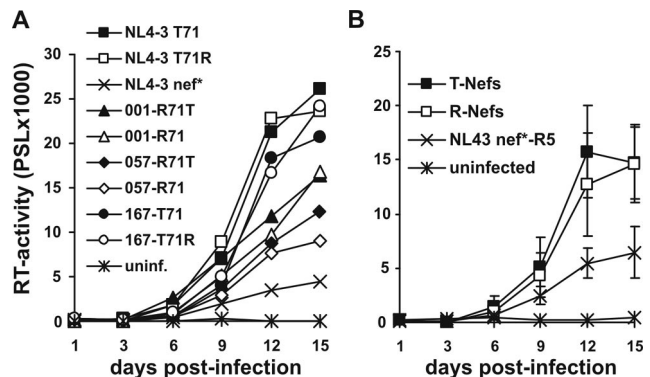 A
NL4-3 T71
NL4-3 T71R
NL4-3 nef*
001-R71T
001-R71
057-R71T
057-R71
167-T71
167-T71R
uninf.
RT-activity (PSLx1000)
30
25
20
15
10
5
0
1 3 6 9 12 15
days post-infection
B
T-Nefs
R-Nefs
NL43 nef*-R5
uninfected
25
20
15
10
5
0
1 3 6 9 12 15
days post-infection